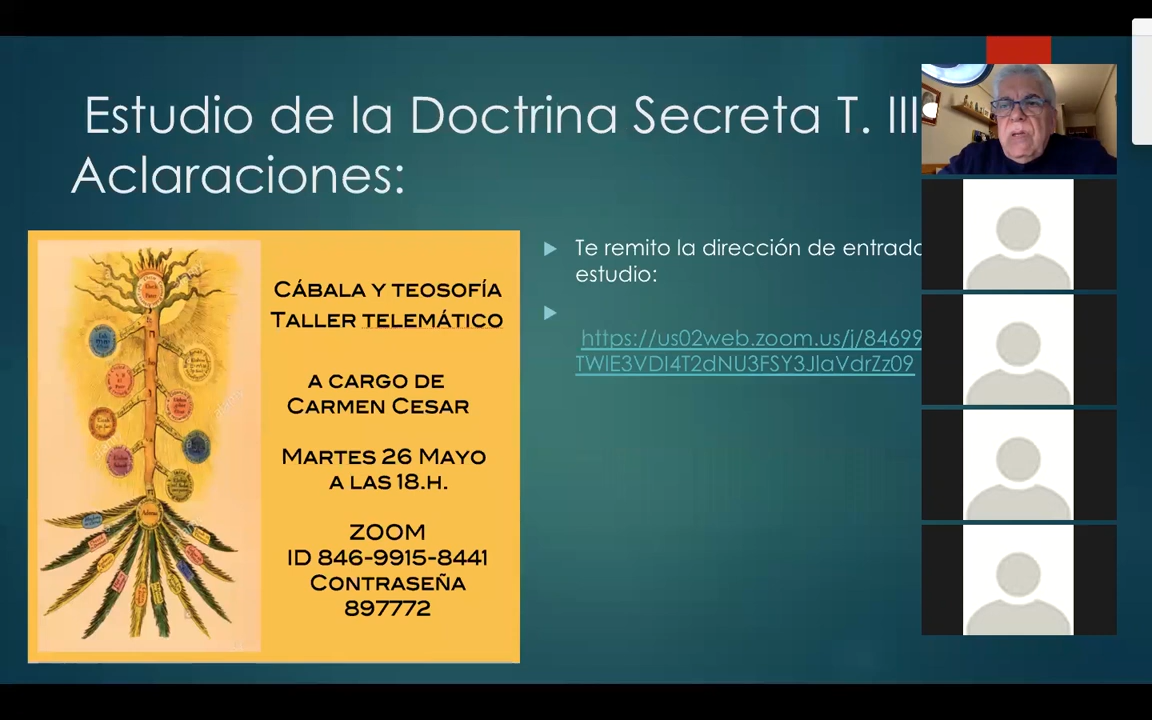 Estudio de la Doctrina Secreta T. III
Aclaraciones:
CÁBALA Y TEOSOFÍA
TALLER TELEMÁTICO
A CARGO DE
CARMEN CESAR
MARTES 26 MAYO
A LAS 18.H.
ZOOM
ID 846-9915-8441
CONTRASEÑA
897772
Te remito la dirección de entrada
estudio:
https://us02web.zoom.us/j/84699
TWlE3VDI4T2dNU3FSY3JlaVdrZz09